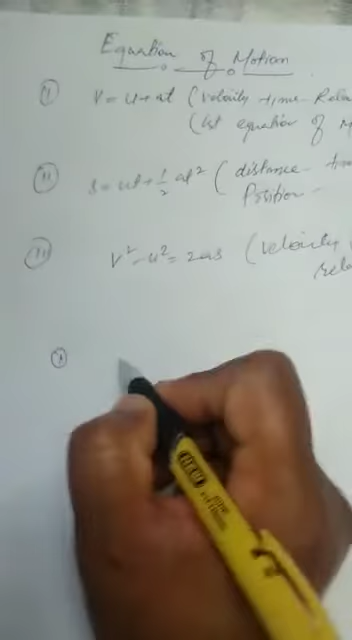 Equation of Motion
(i) v = u + at (Velocity time Rela
(1st equation of M
(ii) s = ut + 1/2 at² ( distance - tim
Position -
(iii) v² - u² = 2as (Velocity
rela
(i)